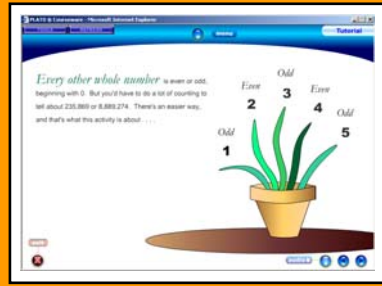 PLATO ® Courseware - Microsoft Internet Explorer
menu
Tutorial
Every other whole number is even or odd,
beginning with 0. But you'd have to do a lot of counting to
tell about 235,869 or 8,889,274. There's an easier way,
and that's what this activity is about . . . .
Odd
1
Even
2
Odd
3
Even
4
Odd
5